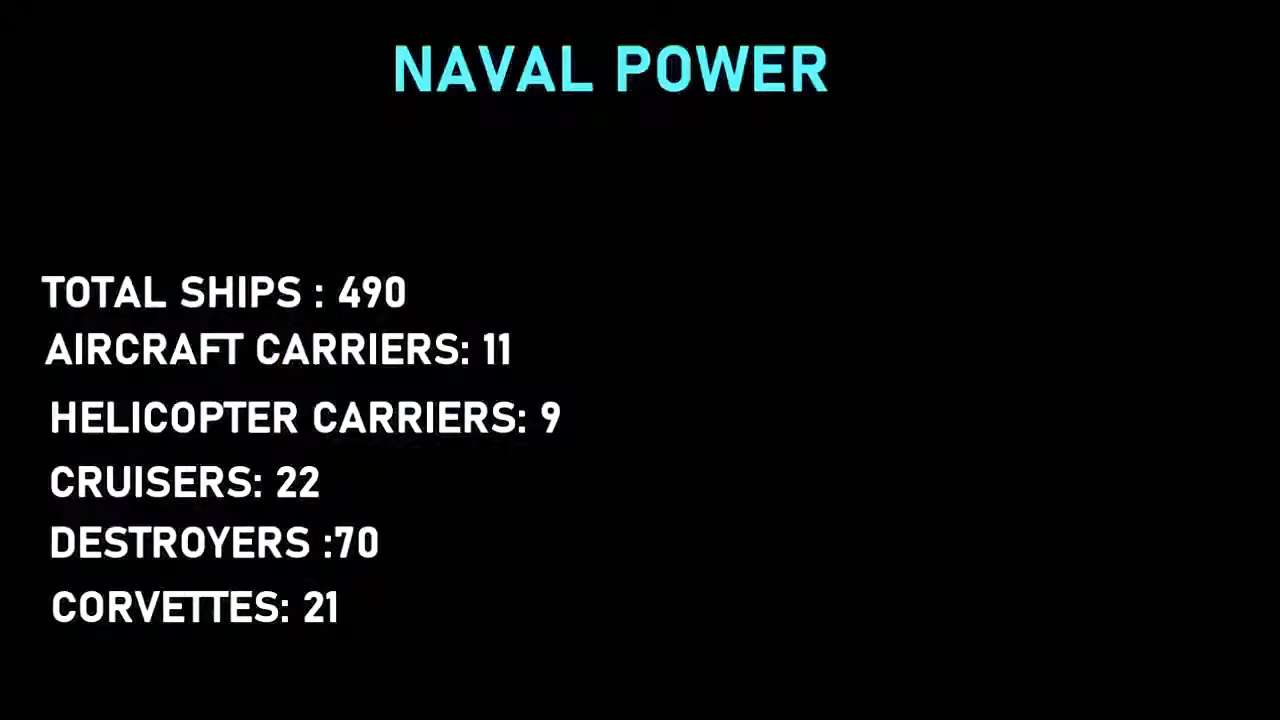 NAVAL POWER
TOTAL SHIPS : 490
AIRCRAFT CARRIERS: 11
HELICOPTER CARRIERS: 9
CRUISERS: 22
DESTROYERS :70
CORVETTES: 21